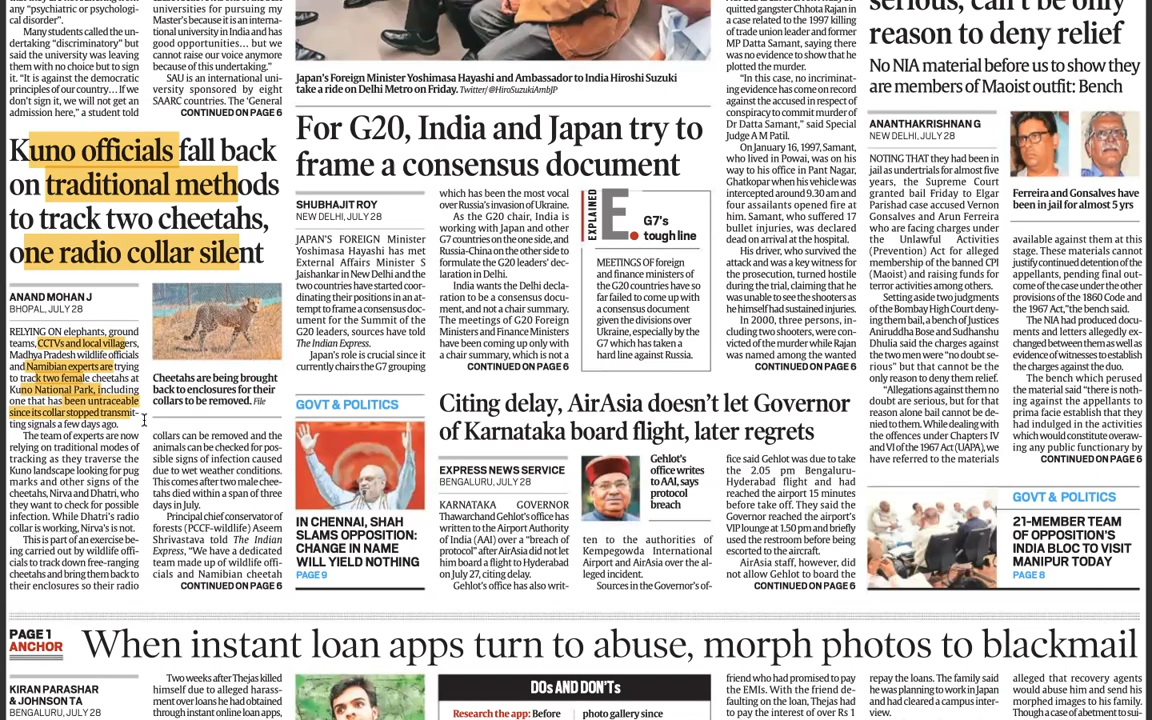 any "psychiatric or psychologi-
cal disorder".
Many students called the un-
dertaking "discriminatory" but
said the university was leaving
them with no choice but to sign
it. "It is against the democratic
principles of our country… If we
don't sign it, we will not get an
admission here," a student told
universities for pursuing my
Master's because it is an interna-
tional university in India and has
good opportunities… but we
cannot raise our voice anymore
because of this undertaking."
SAU is an international uni-
versity sponsored by eight
SAARC countries. The 'General
CONTINUED ON PAGE 6
Kuno officials fall back
on traditional methods
to track two cheetahs,
one radio collar silent
ANAND MOHAN J
BHOPAL, JULY 28
RELYING ON elephants, ground
teams, CCTVs and local villagers,
Madhya Pradesh wildlife officials
and Namibian experts are trying
to track two female cheetahs at
Kuno National Park, including
one that has been untraceable
since its collar stopped transmit-
ting signals a few days ago.
The team of experts are now
relying on traditional modes of
tracking as they traverse the
Kuno landscape looking for pug
marks and other signs of the
cheetahs, Nirva and Dhatri, who
they want to check for possible
infection. While Dhatri's radio
collar is working, Nirva's is not.
This is part of an exercise be-
ing carried out by wildlife offi-
cials to track down free-ranging
cheetahs and bring them back to
their enclosures so their radio
Cheetahs are being brought
back to enclosures for their
collars to be removed. File
collars can be removed and the
animals can be checked for pos-
sible signs of infection caused
due to wet weather conditions.
This comes after two male chee-
tahs died within a span of three
days in July.
Principal chief conservator of
forests (PCCF-wildlife) Aseem
Shrivastava told The Indian
Express, "We have a dedicated
team made up of wildlife offi-
cials and Namibian cheetah
CONTINUED ON PAGE 6
Japan's Foreign Minister Yoshimasa Hayashi and Ambassador to India Hiroshi Suzuki
take a ride on Delhi Metro on Friday. Twitter/ @HiroSuzukiAmbJP
For G20, India and Japan try to
frame a consensus document
SHUBHAJIT ROY
NEW DELHI, JULY 28
JAPAN'S FOREIGN Minister
Yoshimasa Hayashi has met
External Affairs Minister S
Jaishankar in New Delhi and the
two countries have started coor-
dinating their positions in an at-
tempt to frame a consensus doc-
ument for the Summit of the
G20 leaders, sources have told
The Indian Express.
Japan's role is crucial since it
currently chairs the G7 grouping
which has been the most vocal
over Russia's invasion of Ukraine.
As the G20 chair, India is
working with Japan and other
G7 countries on the one side, and
Russia-China on the other side to
formulate the G20 leaders' dec-
laration in Delhi.
India wants the Delhi decla-
ration to be a consensus docu-
ment, and not a chair summary.
The meetings of G20 Foreign
Ministers and Finance Ministers
have been coming up only with
a chair summary, which is not a
CONTINUED ON PAGE 6
EXPLAINED
E.
G7's
tough line
MEETINGS OF foreign
and finance ministers of
the G20 countries have so
far failed to come up with
a consensus document
given the divisions over
Ukraine, especially by the
G7 which has taken a
hard line against Russia.
GOVT & POLITICS
IN CHENNAI, SHAH
SLAMS OPPOSITION:
CHANGE IN NAME
WILL YIELD NOTHING
PAGE 9
Citing delay, AirAsia doesn't let Governor
of Karnataka board flight, later regrets
EXPRESS NEWS SERVICE
BENGALURU, JULY 28
KARNATAKA GOVERNOR
Thawarchand Gehlot's office has
written to the Airport Authority
of India (AAI) over a "breach of
protocol" after AirAsia did not let
him board a flight to Hyderabad
on July 27, citing delay.
Gehlot's office has also writ-
Gehlot's
office writes
to AAI, says
protocol
breach
ten to the authorities of
Kempegowda International
Airport and AirAsia over the al-
leged incident.
Sources in the Governor's of-
fice said Gehlot was due to take
the 2.05 pm Bengaluru-
Hyderabad flight and had
reached the airport 15 minutes
before take off. They said the
Governor reached the airport's
VIP lounge at 1.50 pm and briefly
used the restroom before being
escorted to the aircraft.
AirAsia staff, however, did
not allow Gehlot to board the
CONTINUED ON PAGE 6
quitted gangster Chhota Rajan in
a case related to the 1997 killing
of trade union leader and former
MP Datta Samant, saying there
was no evidence to show that he
plotted the murder.
"In this case, no incriminat-
ing evidence has come on record
against the accused in respect of
conspiracy to commit murder of
Dr Datta Samant," said Special
Judge A M Patil.
On January 16, 1997, Samant,
who lived in Powai, was on his
way to his office in Pant Nagar,
Ghatkopar when his vehicle was
intercepted around 9.30 am and
four assailants opened fire at
him. Samant, who suffered 17
bullet injuries, was declared
dead on arrival at the hospital.
His driver, who survived the
attack and was a key witness for
the prosecution, turned hostile
during the trial, claiming that he
was unable to see the shooters as
he himself had sustained injuries.
In 2000, three persons, in-
cluding two shooters, were con-
victed of the murder while Rajan
was named among the wanted
CONTINUED ON PAGE 6
serious, can't be only
reason to deny relief
No NIA material before us to show they
are members of Maoist outfit: Bench
ANANTHAKRISHNAN G
NEW DELHI, JULY 28
NOTING THAT they had been in
jail as undertrials for almost five
years, the Supreme Court
granted bail Friday to Elgar
Parishad case accused Vernon
Gonsalves and Arun Ferreira
who are facing charges under
the Unlawful Activities
(Prevention) Act for alleged
membership of the banned CPI
(Maoist) and raising funds for
terror activities among others.
Setting aside two judgments
of the Bombay High Court deny-
ing them bail, a bench of Justices
Aniruddha Bose and Sudhanshu
Dhulia said the charges against
the two men were "no doubt se-
rious" but that cannot be the
only reason to deny them relief.
"Allegations against them no
doubt are serious, but for that
reason alone bail cannot be de-
nied to them. While dealing with
the offences under Chapters IV
and VI of the 1967 Act (UAPA), we
have referred to the materials
Ferreira and Gonsalves have
been in jail for almost 5 yrs
available against them at this
stage. These materials cannot
justify continued detention of the
appellants, pending final out-
come of the case under the other
provisions of the 1860 Code and
the 1967 Act," the bench said.
The NIA had produced docu-
ments and letters allegedly ex-
changed between them as well as
evidence of witnesses to establish
the charges against the duo.
The bench which perused
the material said "there is noth-
ing against the appellants to
prima facie establish that they
had indulged in the activities
which would constitute overaw-
ing any public functionary by
CONTINUED ON PAGE 6
GOVT & POLITICS
21-MEMBER TEAM
OF OPPOSITION'S
INDIA BLOC TO VISIT
MANIPUR TODAY
PAGE 8
PAGE 1
ANCHOR
When instant loan apps turn to abuse, morph photos to blackmail
KIRAN PARASHAR
& JOHNSON TA
BENGALURU, JULY 28
Two weeks after Thejas killed
himself due to alleged harass-
ment over loans he had obtained
through instant online loan apps,
DOs AND DON'Ts
Research the app: Before
photo gallery since
friend who had promised to pay
the EMIs. With the friend de-
faulting on the loan, Thejas had
to pay the interest of over Rs 1
repay the loans. The family said
he was planning to work in Japan
and had cleared a campus inter-
view.
alleged that recovery agents
would abuse him and send his
morphed images to his family.
Though a case of abetment to sui-